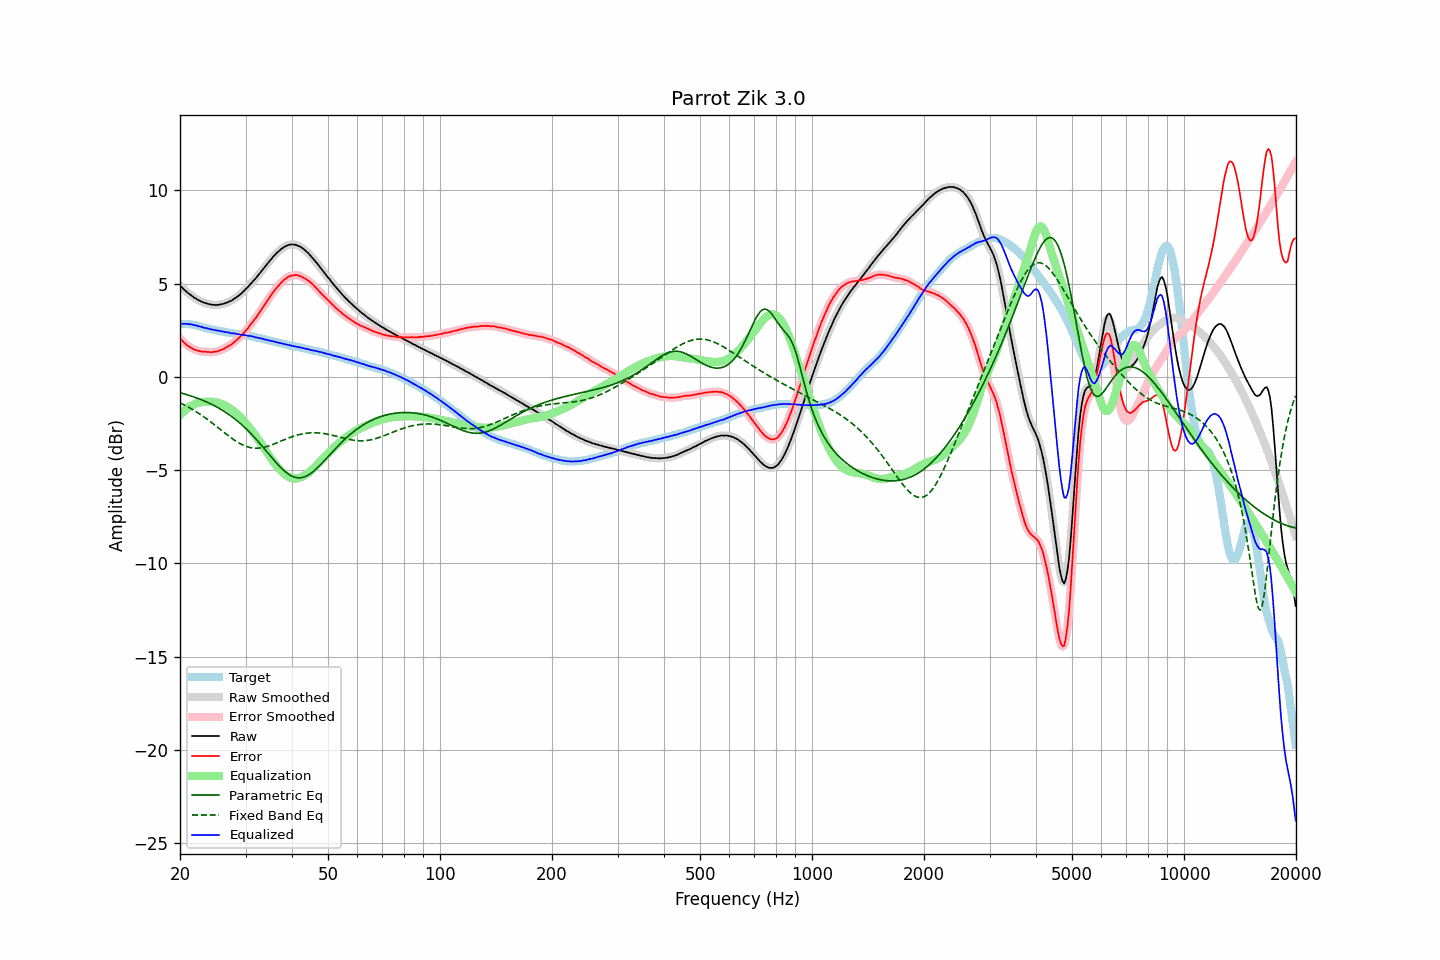 Parrot Zik 3.0
Amplitude (dBr)
10
5
0
−5
−10
−15
−20
−25
Target
Raw Smoothed
Error Smoothed
Raw
Error
Equalization
Parametric Eq
Fixed Band Eq
Equalized
20 50 100 200 500 1000 2000 5000 10000 20000
Frequency (Hz)